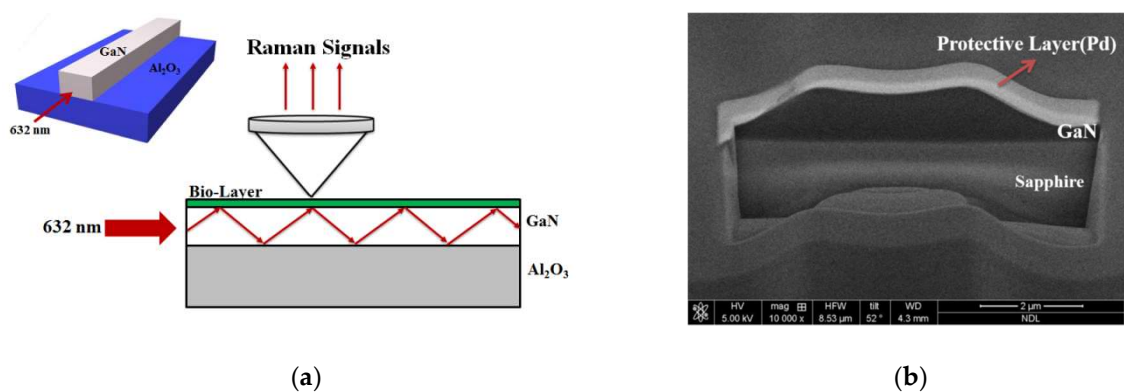 GaN
Al₂O₃
632 nm
Raman Signals
Bio-Layer
632 nm
GaN
Al₂O₃
(a)
Protective Layer(Pd)
GaN
Sapphire
HV mag HFW tilt WD 2 μm
5.00 kV 10 000 x 8.53 μm 52 ° 4.3 mm NDL
(b)